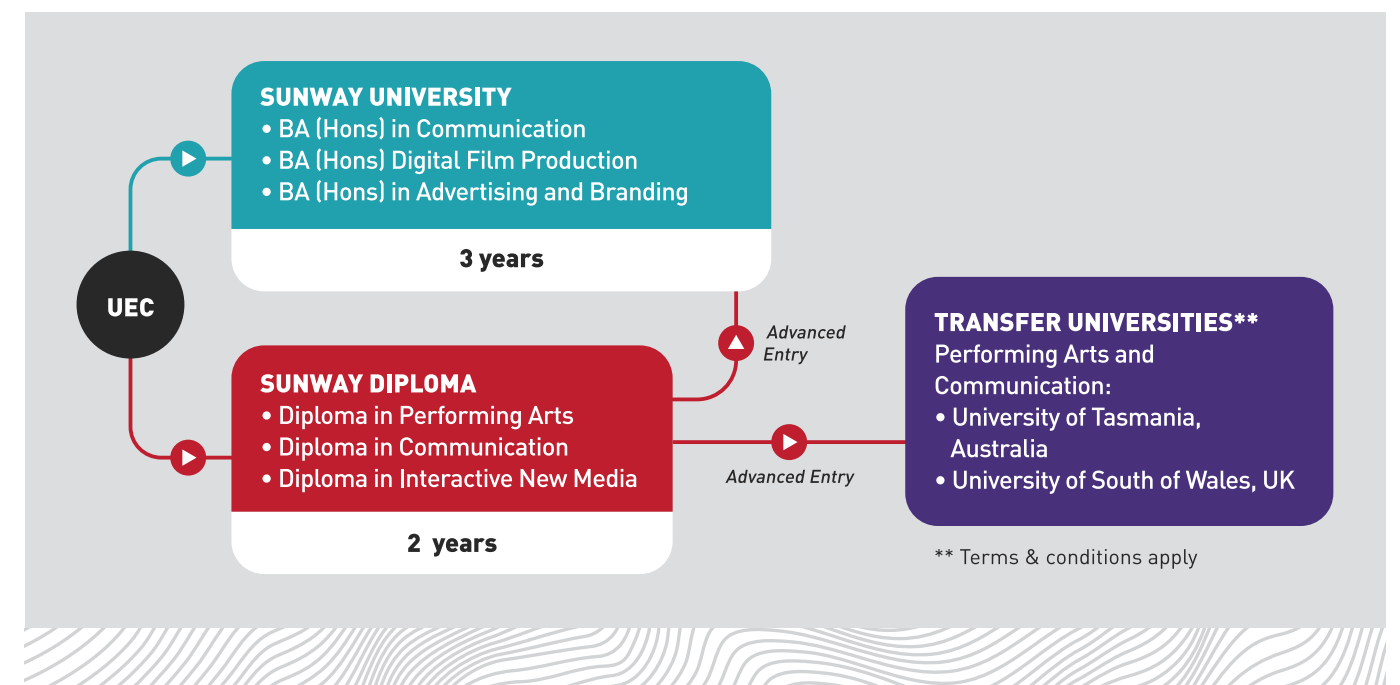 SUNWAY UNIVERSITY
• BA (Hons) in Communication
• BA (Hons) Digital Film Production
• BA (Hons) in Advertising and Branding
3 years
UEC
SUNWAY DIPLOMA
• Diploma in Performing Arts
• Diploma in Communication
• Diploma in Interactive New Media
2 years
Advanced
Entry
Advanced Entry
TRANSFER UNIVERSITIES**
Performing Arts and
Communication:
• University of Tasmania,
Australia
• University of South of Wales, UK
** Terms & conditions apply